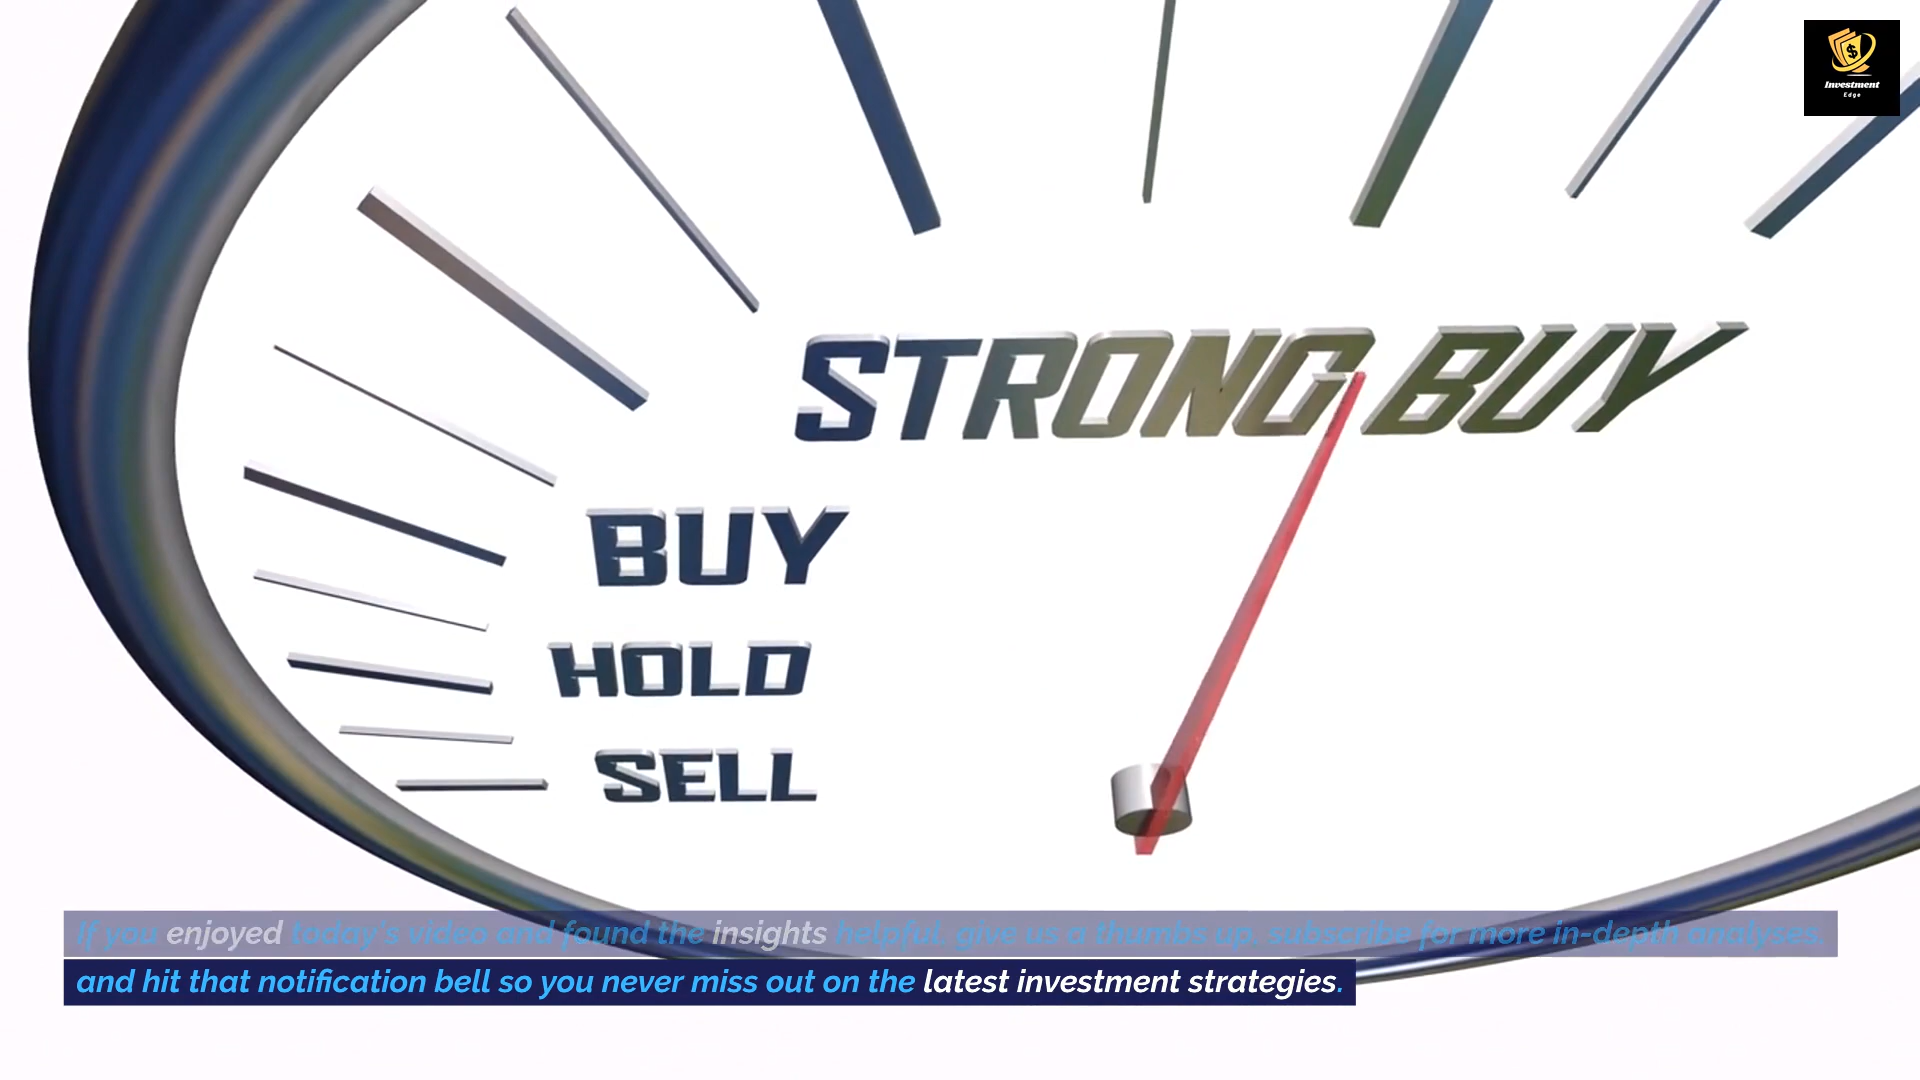 Investment
Edge
STRONG BUY
BUY
HOLD
SELL
If you enjoyed today's video and found the insights helpful, give us a thumbs up, subscribe for more in-depth analyses,
and hit that notification bell so you never miss out on the latest investment strategies.